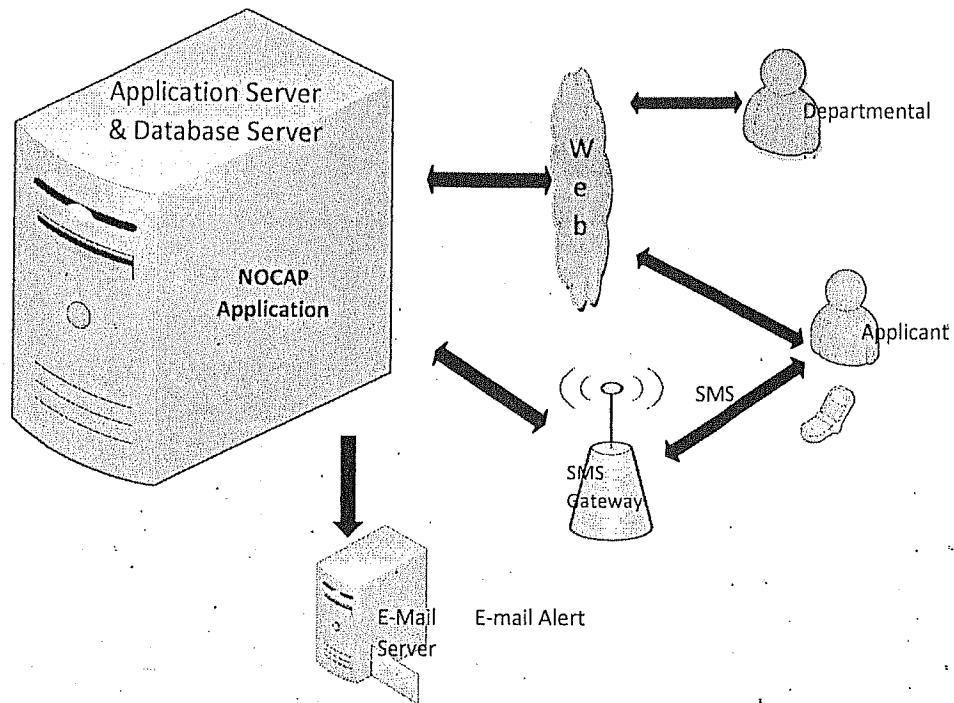 Application Server
& Database Server
NOCAP
Application
W
e
b
Departmental
Applicant
SMS
SMS
Gateway
E-Mail
Server
E-mail Alert